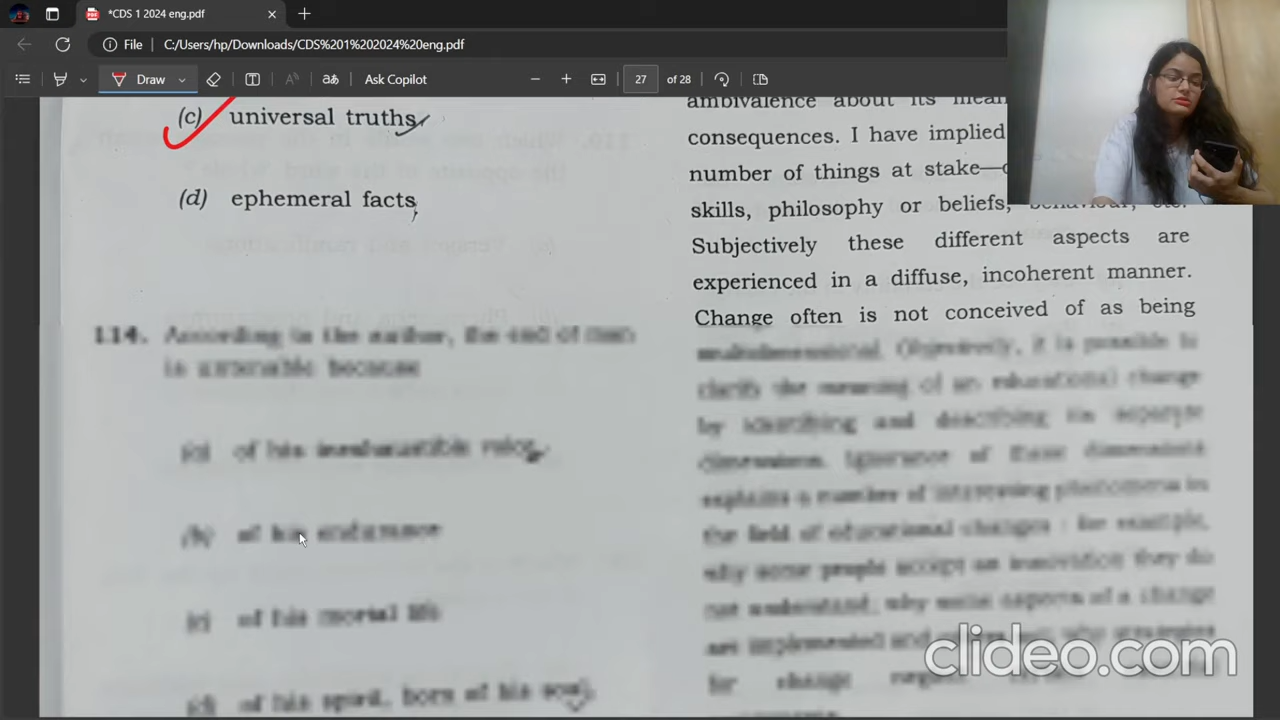 *CDS 1 2024 eng.pdf
File C:/Users/hp/Downloads/CDS%201%202024%20eng.pdf
Draw
aあ
Ask Copilot
27 of 28
(c) universal truths
(d) ephemeral facts
114. According to the author, the end of man
is untenable because
(a) of his inexhaustible voice
(b) of his endurance
(c) of his mortal life
(d) of his spirit, born of his soul
ambivalence about its
consequences. I have implied
number of things at stake—
skills, philosophy or beliefs, behaviour, etc.
Subjectively these different aspects are
experienced in a diffuse, incoherent manner.
Change often is not conceived of as being
multidimensional. Objectively, it is possible to
clarify the meaning of an educational change
by identifying and describing its separate
dimensions. Ignorance of these dimensions
explains a number of interesting phenomena in
the field of educational changes : for example,
why some people accept an innovation they do
not understand, why some aspects of a change
are implemented and why strategies
for change
clideo.com